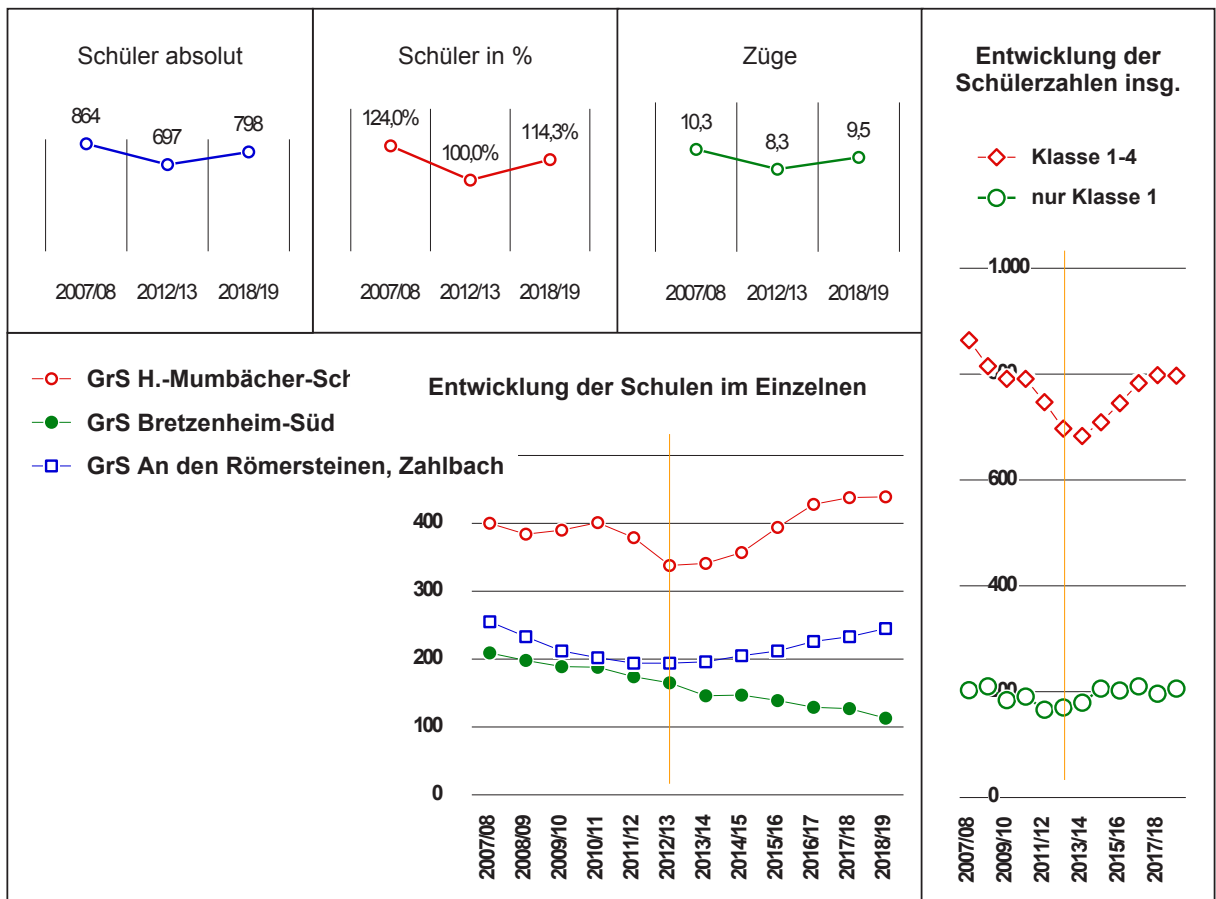 Schüler absolut
864
697
798
2007/08 2012/13 2018/19
Schüler in %
124,0%
100,0%
114,3%
2007/08 2012/13 2018/19
Züge
10,3
8,3
9,5
2007/08 2012/13 2018/19
Entwicklung der
Schülerzahlen insg.
Klasse 1-4
nur Klasse 1
1.000
600
400
0
2007/08
2009/10
2011/12
2013/14
2015/16
2017/18
GrS H.-Mumbächer-Sch
GrS Bretzenheim-Süd
GrS An den Römersteinen, Zahlbach
Entwicklung der Schulen im Einzelnen
400
300
200
100
0
2007/08
2008/09
2009/10
2010/11
2011/12
2012/13
2013/14
2014/15
2015/16
2016/17
2017/18
2018/19